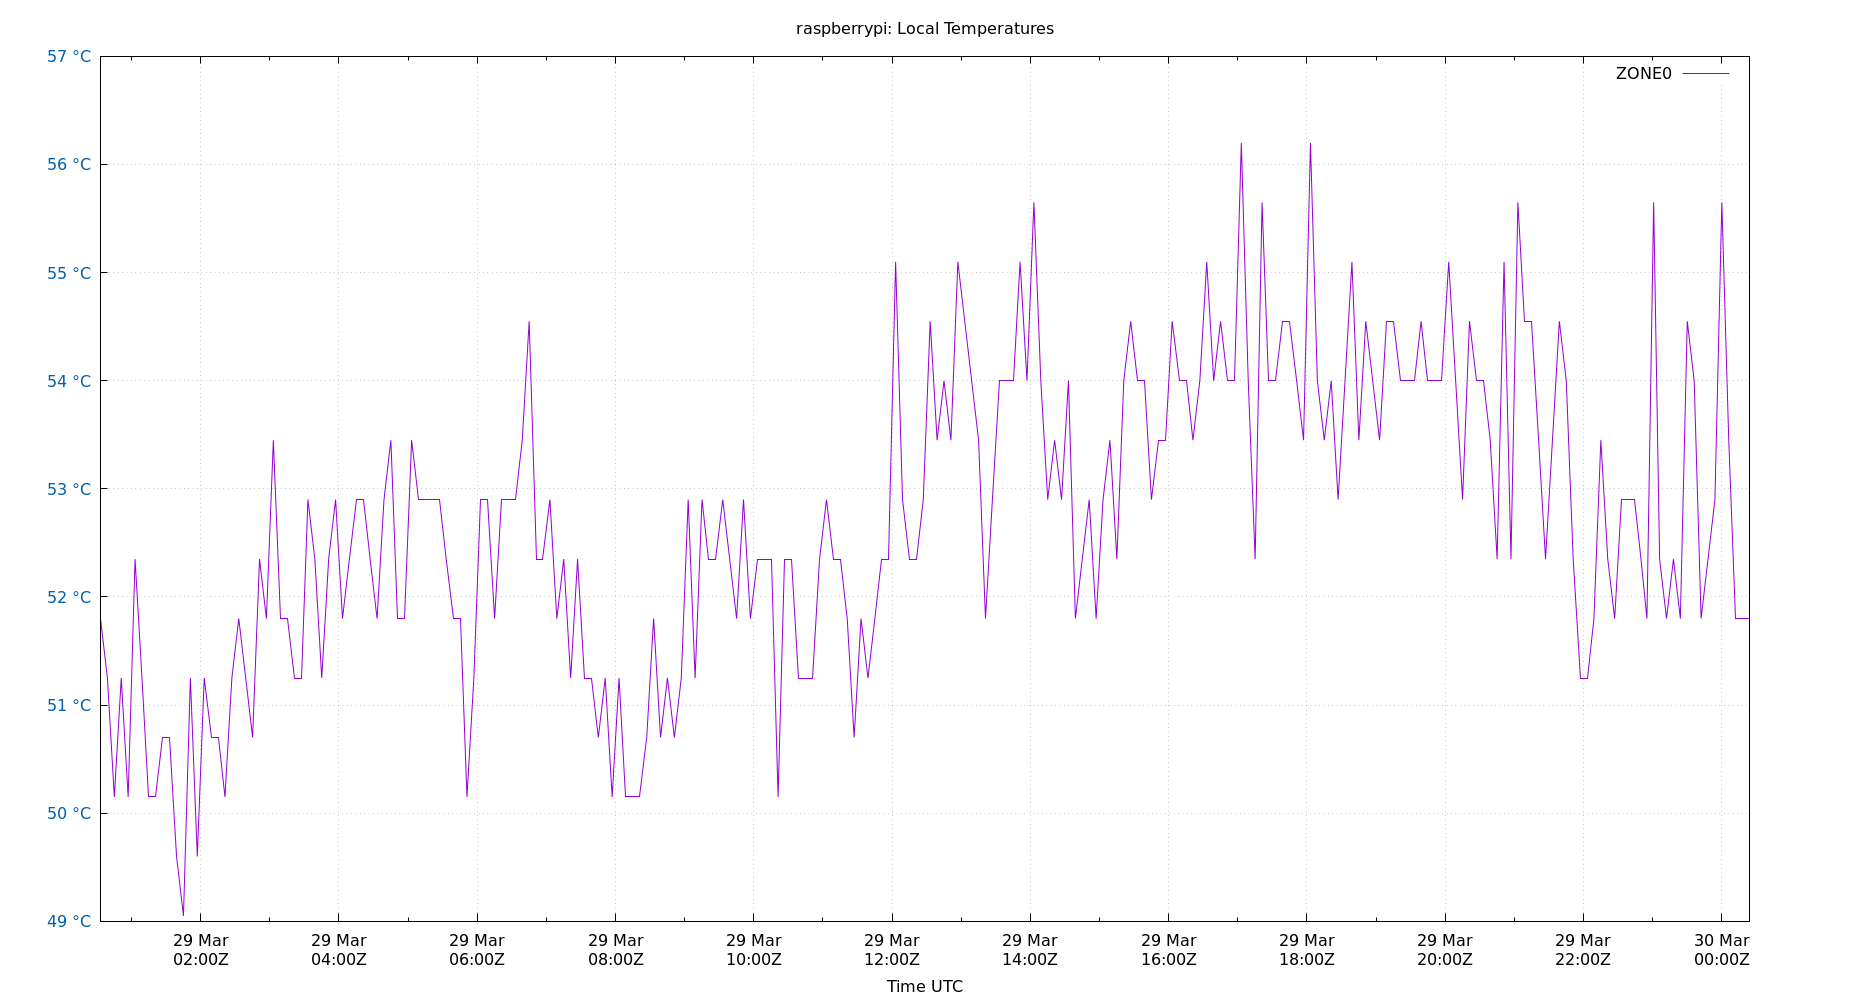 raspberrypi: Local Temperatures
57 °C
ZONE0
56 °C
55 °C
54 °C
53 °C
52 °C
51 °C
50 °C
49 °C
29 Mar 29 Mar 29 Mar 29 Mar 29 Mar 29 Mar 29 Mar 29 Mar 29 Mar 29 Mar 29 Mar 30 Mar
02:00Z 04:00Z 06:00Z 08:00Z 10:00Z 12:00Z 14:00Z 16:00Z 18:00Z 20:00Z 22:00Z 00:00Z
Time UTC